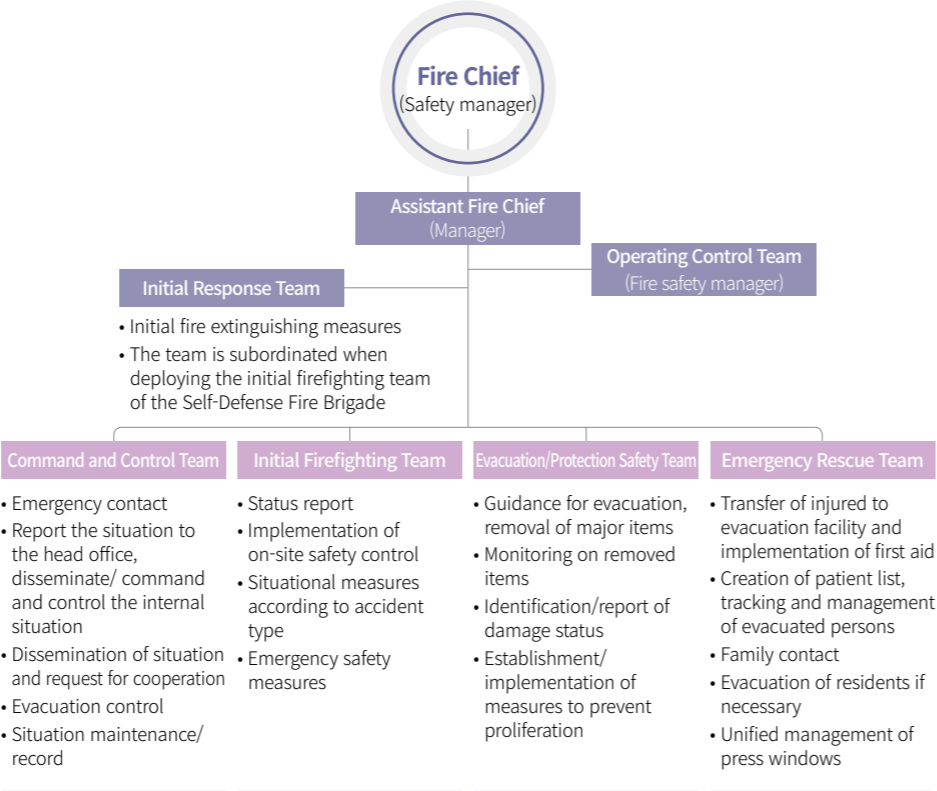 Fire Chief
(Safety manager)
Assistant Fire Chief
(Manager)
Operating Control Team
(Fire safety manager)
Initial Response Team
• Initial fire extinguishing measures
• The team is subordinated when
deploying the initial firefighting team
of the Self-Defense Fire Brigade
Command and Control Team
• Emergency contact
• Report the situation to
the head office,
disseminate/ command
and control the internal
situation
• Dissemination of situation
and request for cooperation
• Evacuation control
• Situation maintenance/
record
Initial Firefighting Team
• Status report
• Implementation of
on-site safety control
• Situational measures
according to accident
type
• Emergency safety
measures
Evacuation/Protection Safety Team
• Guidance for evacuation,
removal of major items
• Monitoring on removed
items
• Identification/report of
damage status
• Establishment/
implementation of
measures to prevent
proliferation
Emergency Rescue Team
• Transfer of injured to
evacuation facility and
implementation of first aid
• Creation of patient list,
tracking and management
of evacuated persons
• Family contact
• Evacuation of residents if
necessary
• Unified management of
press windows